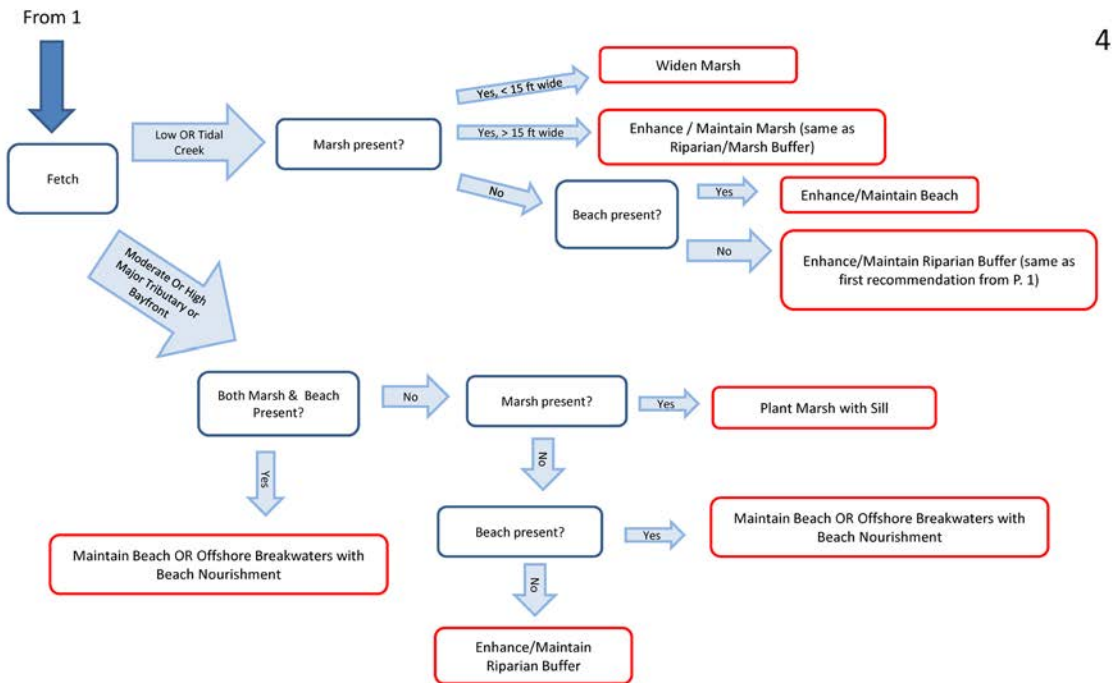 From 1
4
Fetch
Low OR Tidal
Creek
Marsh present?
Yes, < 15 ft wide
Widen Marsh
Yes, > 15 ft wide
Enhance / Maintain Marsh (same as
Riparian/Marsh Buffer)
No
Beach present?
Yes
Enhance/Maintain Beach
No
Enhance/Maintain Riparian Buffer (same as
first recommendation from P. 1)
Moderate Or High
Major Tributary or
Bayfront
Both Marsh & Beach
Present?
No
Marsh present?
Yes
Plant Marsh with Sill
Yes
Maintain Beach OR Offshore Breakwaters with
Beach Nourishment
No
Beach present?
Yes
Maintain Beach OR Offshore Breakwaters with
Beach Nourishment
No
Enhance/Maintain
Riparian Buffer